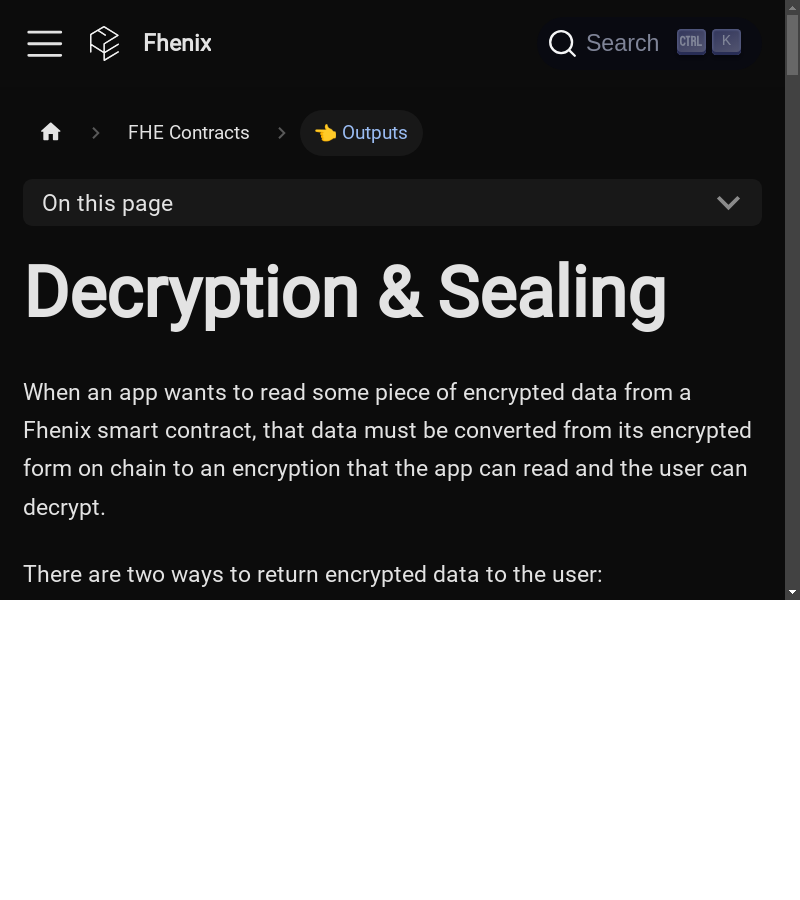 Fhenix
Search CTRL K
FHE Contracts 👈 Outputs
On this page
Decryption & Sealing
When an app wants to read some piece of encrypted data from a
Fhenix smart contract, that data must be converted from its encrypted
form on chain to an encryption that the app can read and the user can
decrypt.
There are two ways to return encrypted data to the user: